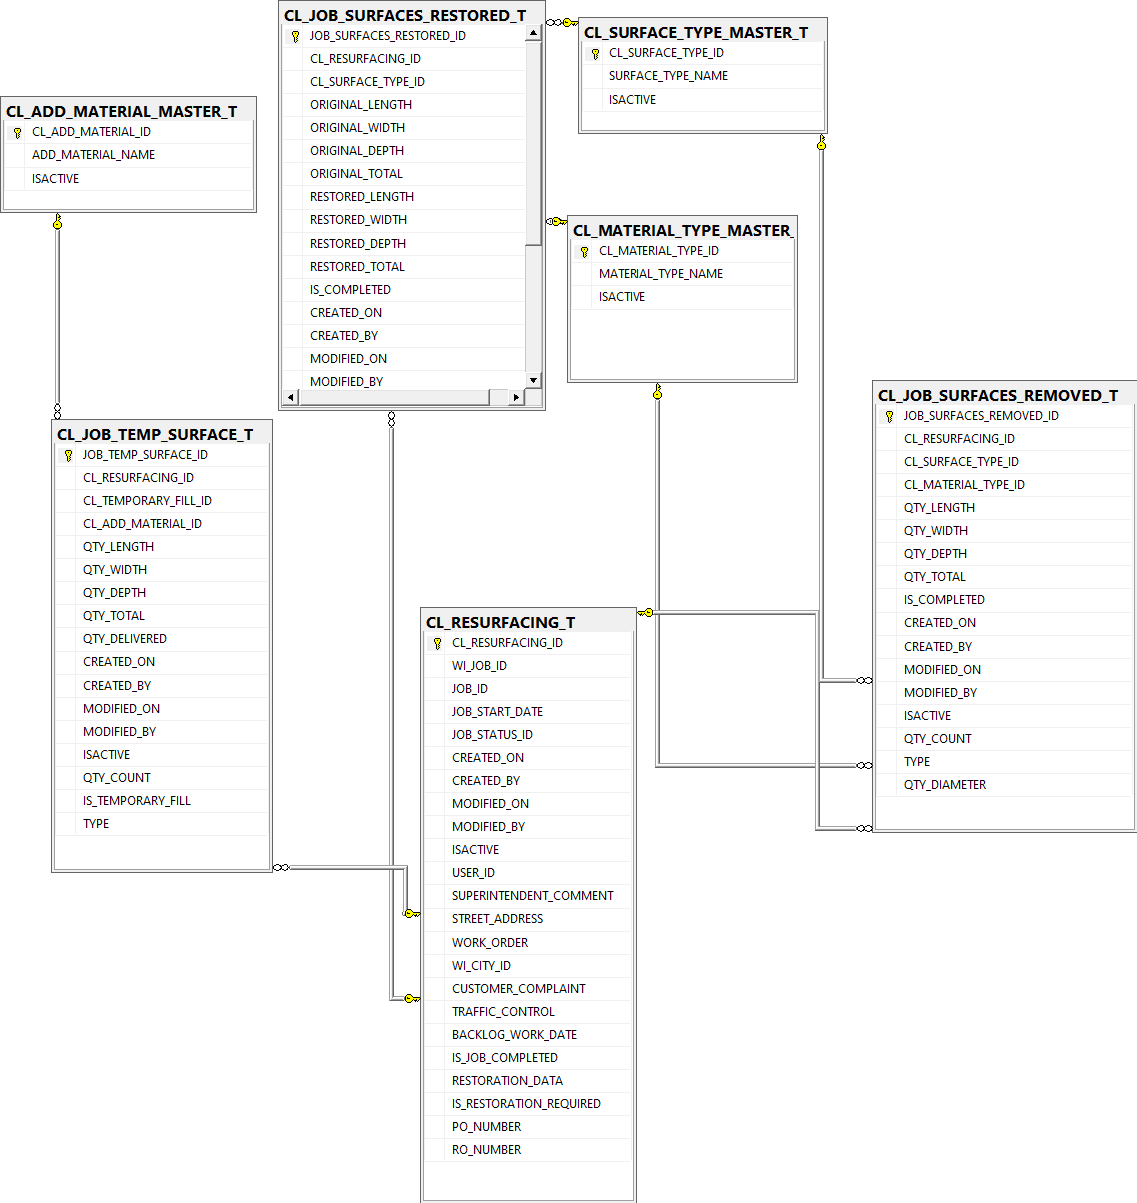 CL_JOB_SURFACES_RESTORED_T
JOB_SURFACES_RESTORED_ID
CL_RESURFACING_ID
CL_SURFACE_TYPE_ID
ORIGINAL_LENGTH
ORIGINAL_WIDTH
ORIGINAL_DEPTH
ORIGINAL_TOTAL
RESTORED_LENGTH
RESTORED_WIDTH
RESTORED_DEPTH
RESTORED_TOTAL
IS_COMPLETED
CREATED_ON
CREATED_BY
MODIFIED_ON
MODIFIED_BY
CL_SURFACE_TYPE_MASTER_T
CL_SURFACE_TYPE_ID
SURFACE_TYPE_NAME
ISACTIVE
CL_ADD_MATERIAL_MASTER_T
CL_ADD_MATERIAL_ID
ADD_MATERIAL_NAME
ISACTIVE
CL_MATERIAL_TYPE_MASTER_
CL_MATERIAL_TYPE_ID
MATERIAL_TYPE_NAME
ISACTIVE
CL_JOB_SURFACES_REMOVED_T
JOB_SURFACES_REMOVED_ID
CL_RESURFACING_ID
CL_SURFACE_TYPE_ID
CL_MATERIAL_TYPE_ID
QTY_LENGTH
QTY_WIDTH
QTY_DEPTH
QTY_TOTAL
IS_COMPLETED
CREATED_ON
CREATED_BY
MODIFIED_ON
MODIFIED_BY
ISACTIVE
QTY_COUNT
TYPE
QTY_DIAMETER
CL_JOB_TEMP_SURFACE_T
JOB_TEMP_SURFACE_ID
CL_RESURFACING_ID
CL_TEMPORARY_FILL_ID
CL_ADD_MATERIAL_ID
QTY_LENGTH
QTY_WIDTH
QTY_DEPTH
QTY_TOTAL
QTY_DELIVERED
CREATED_ON
CREATED_BY
MODIFIED_ON
MODIFIED_BY
ISACTIVE
QTY_COUNT
IS_TEMPORARY_FILL
TYPE
CL_RESURFACING_T
CL_RESURFACING_ID
WI_JOB_ID
JOB_ID
JOB_START_DATE
JOB_STATUS_ID
CREATED_ON
CREATED_BY
MODIFIED_ON
MODIFIED_BY
ISACTIVE
USER_ID
SUPERINTENDENT_COMMENT
STREET_ADDRESS
WORK_ORDER
WI_CITY_ID
CUSTOMER_COMPLAINT
TRAFFIC_CONTROL
BACKLOG_WORK_DATE
IS_JOB_COMPLETED
RESTORATION_DATA
IS_RESTORATION_REQUIRED
PO_NUMBER
RO_NUMBER